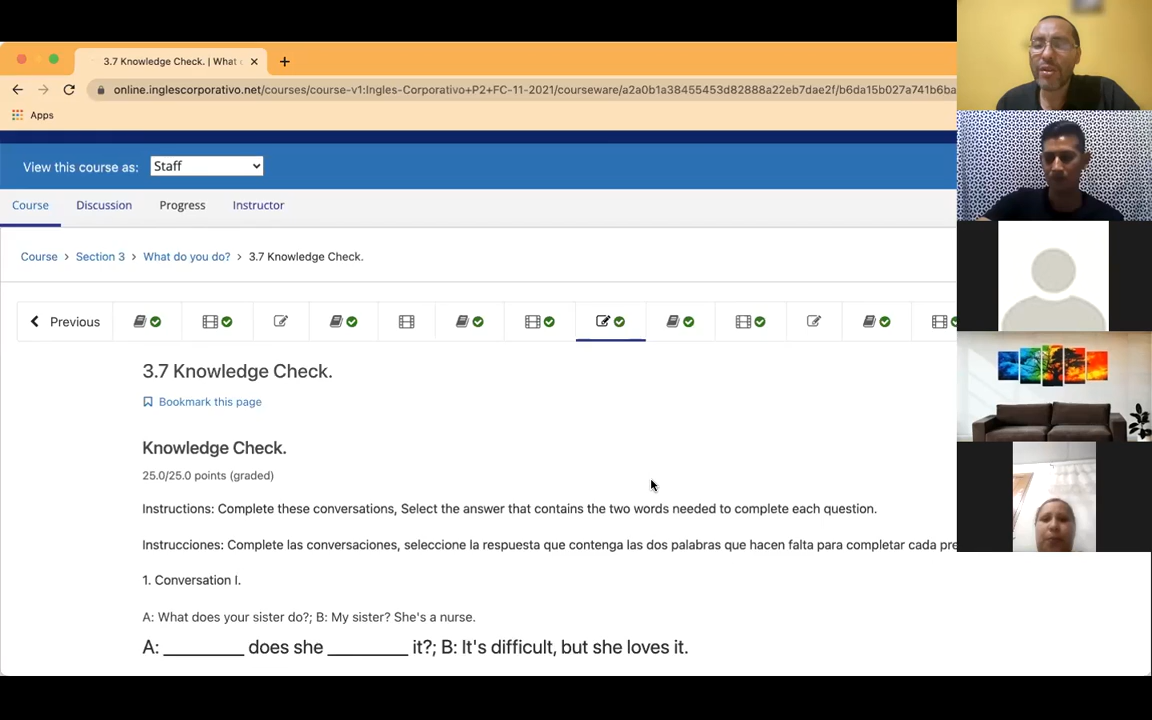 3.7 Knowledge Check. | What
online.inglescorporativo.net/courses/course-v1:Ingles-Corporativo+P2+FC-11-2021/courseware/a2a0b1a38455453d82888a22eb7dae2f/b6da15b027a741b6ba
Apps
View this course as: Staff
Course Discussion Progress Instructor
Course > Section 3 > What do you do? > 3.7 Knowledge Check.
Previous
3.7 Knowledge Check.
Bookmark this page
Knowledge Check.
25.0/25.0 points (graded)
Instructions: Complete these conversations, Select the answer that contains the two words needed to complete each question.
Instrucciones: Complete las conversaciones, seleccione la respuesta que contenga las dos palabras que hacen falta para completar cada pre
1. Conversation I.
A: What does your sister do?; B: My sister? She's a nurse.
A: ________ does she ________ it?; B: It's difficult, but she loves it.